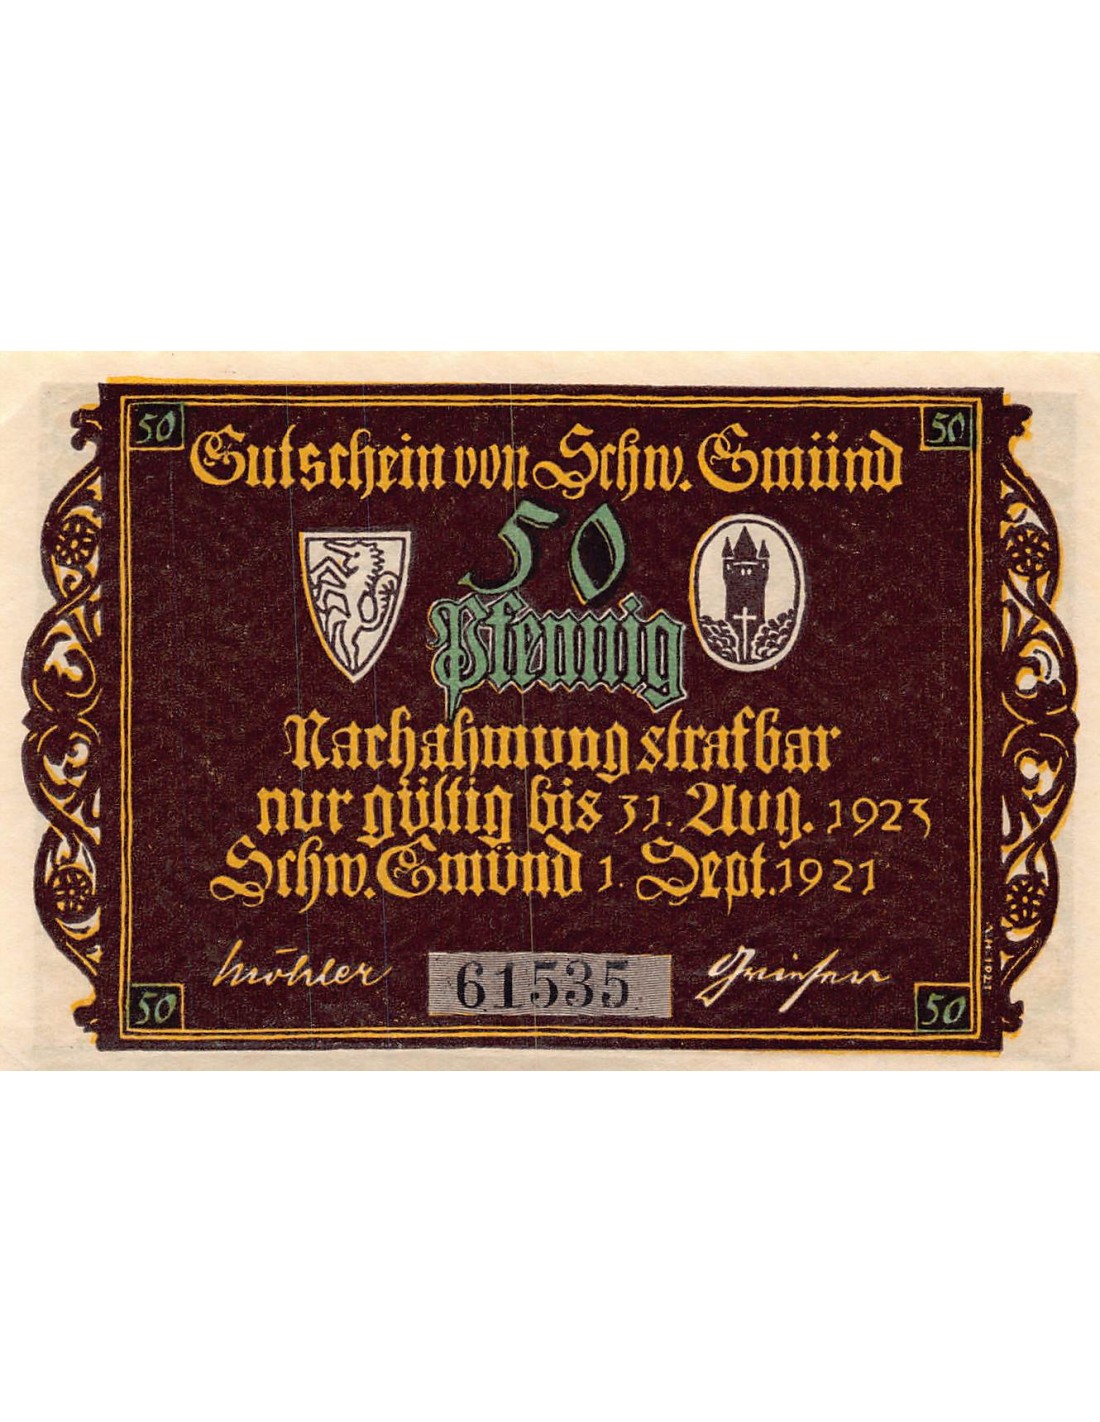 50 50
Gutschein von Schw. Gmünd
50
Pfennig
Nachahmung strafbar
nur gültig bis 31. Aug. 1923
Schw. Gmünd 1. Sept. 1921
Möhler 61535
50 50